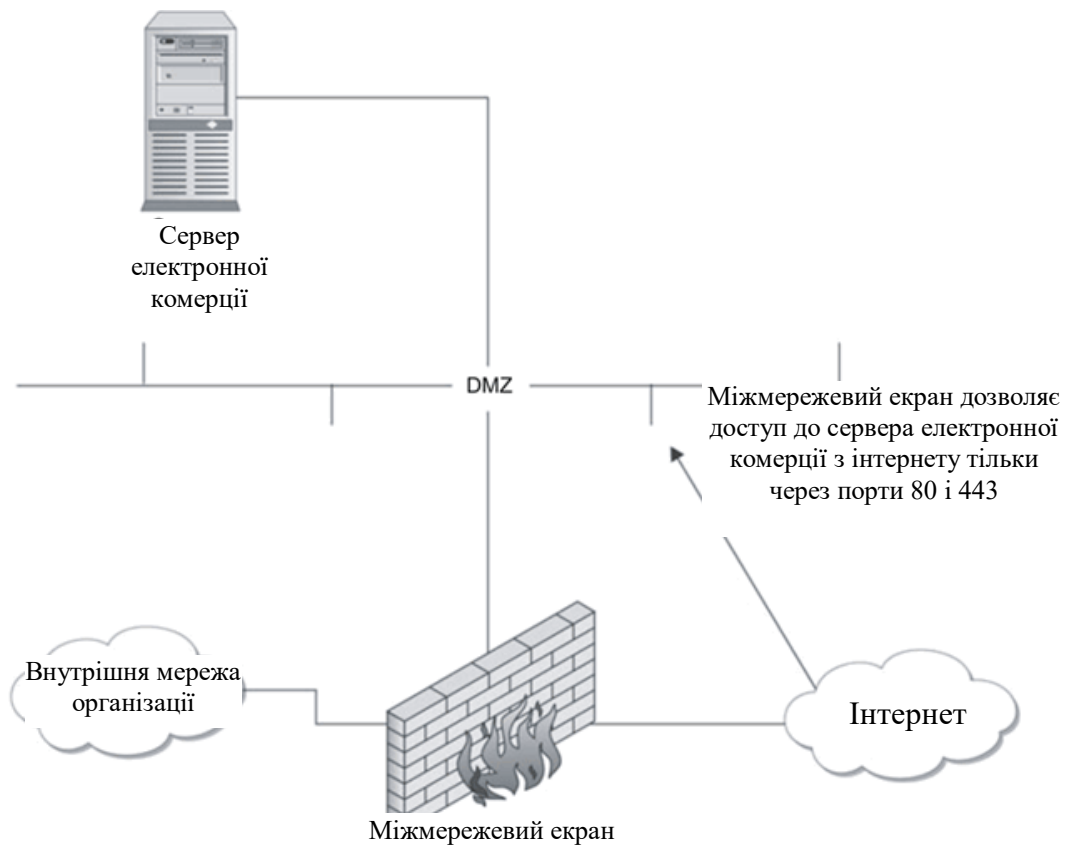 Сервер
електронної
комерції
DMZ
Міжмережевий екран дозволяє
доступ до сервера електронної
комерції з інтернету тільки
через порти 80 і 443
Внутрішня мережа
організації
Інтернет
Міжмережевий екран